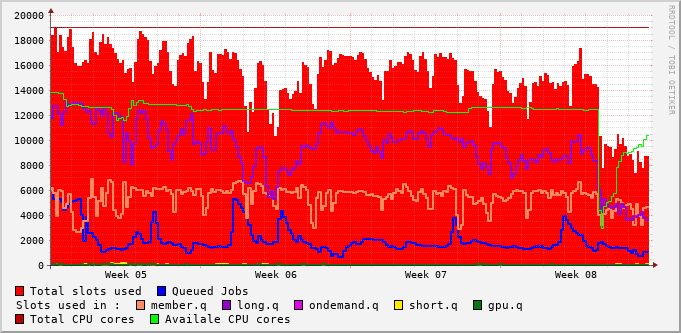 20000
18000
16000
14000
12000
10000
8000
6000
4000
2000
0
Week 05 Week 06 Week 07 Week 08
RRDTOOL / TOBI OETIKER
Total slots used Queued Jobs
Slots used in : member.q long.q ondemand.q short.q gpu.q
Total CPU cores Availale CPU cores